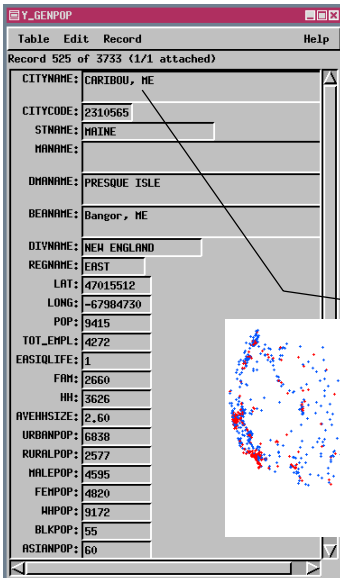 Y_GENPOP
Table Edit Record Help
Record 525 of 3733 (1/1 attached)
CITYNAME: CARIBOU, ME
CITYCODE: 2310565
STNAME: MAINE
MANAME:
DMANAME: PRESQUE ISLE
BEANAME: Bangor, ME
DIVNAME: NEW ENGLAND
REGNAME: EAST
LAT: 47015512
LONG: -67984730
POP: 9415
TOT_EMPL: 4272
EASIQLIFE: 1
FAM: 2660
HH: 3626
AVEHHSIZE: 2.60
URBANPOP: 6838
RURALPOP: 2577
MALEPOP: 4595
FEMPOP: 4820
WHPOP: 9172
BLKPOP: 55
ASIANPOP: 60